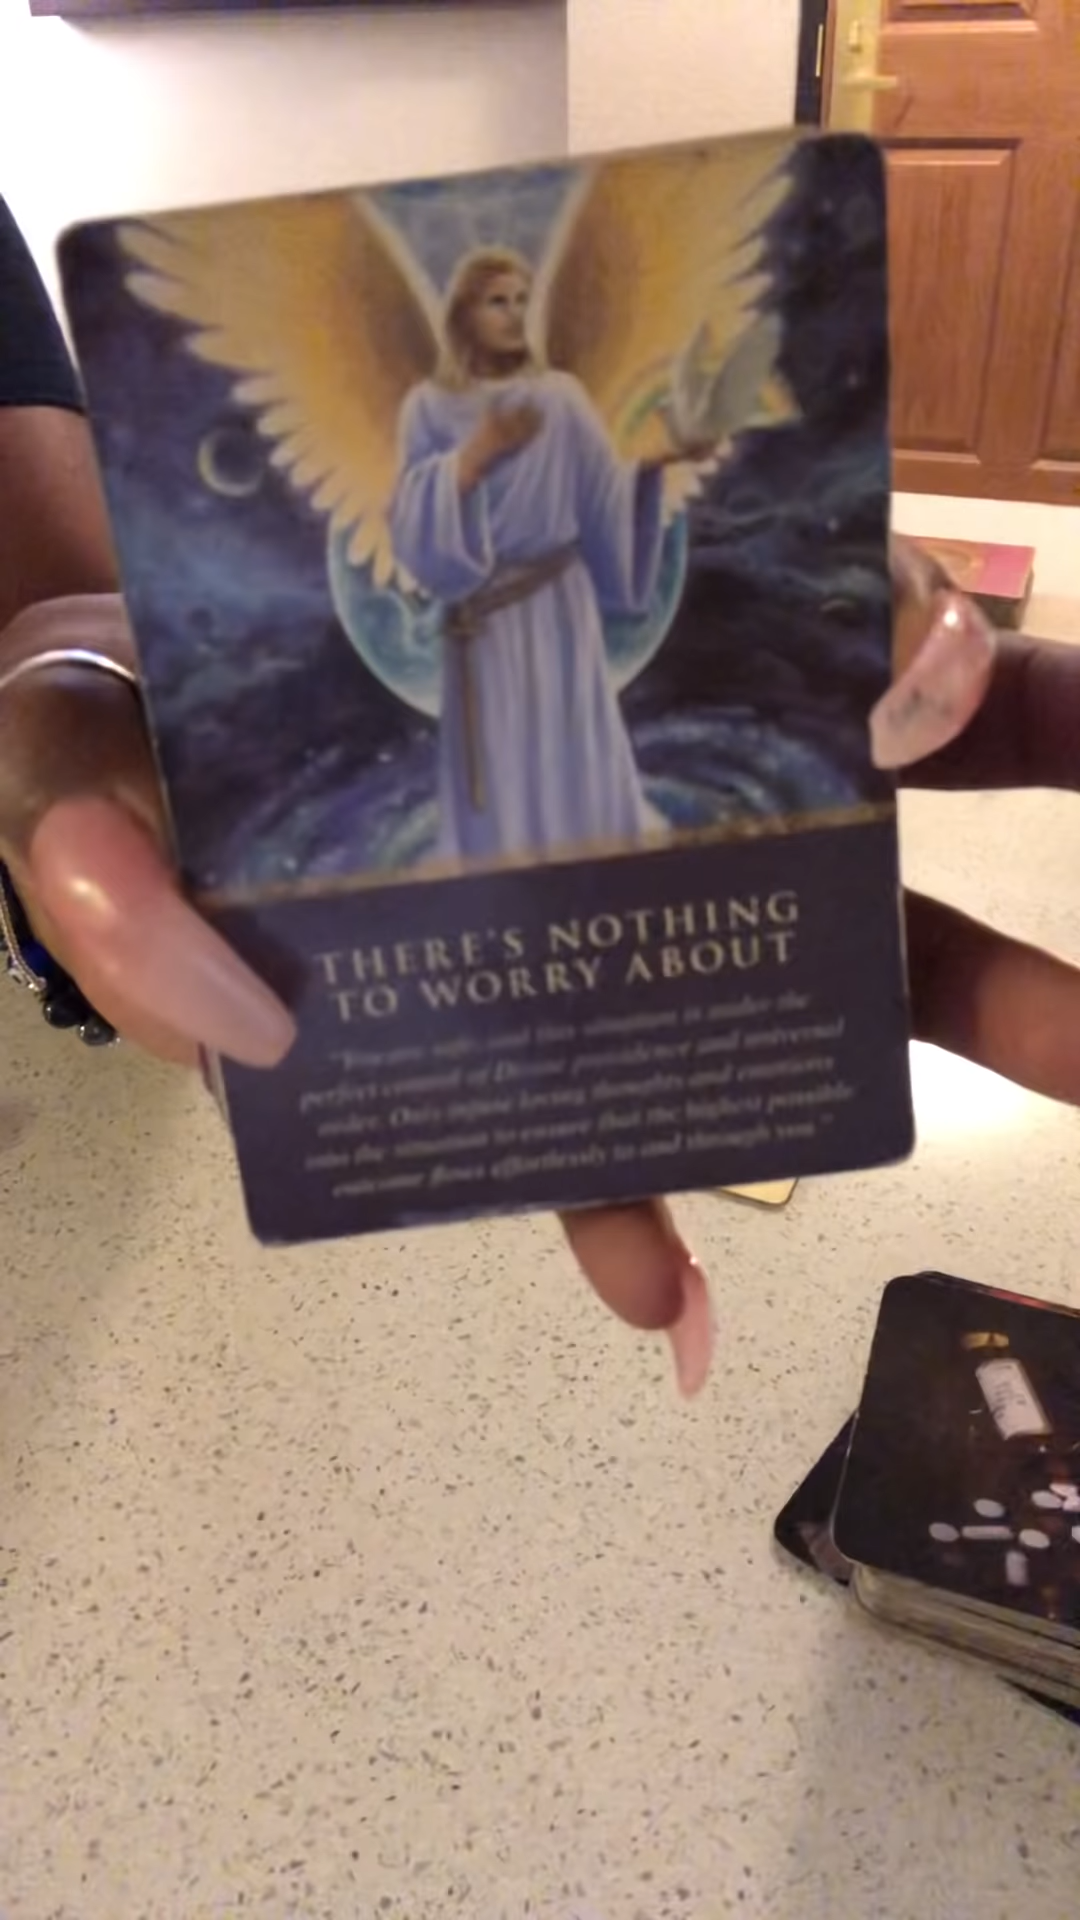 THERE'S NOTHING
TO WORRY ABOUT
"You are safe, and this situation is under the
perfect control of Divine providence and universal
order. Only infuse loving thoughts and emotions
into the situation to ensure that the highest possible
outcome flows effortlessly to and through you."